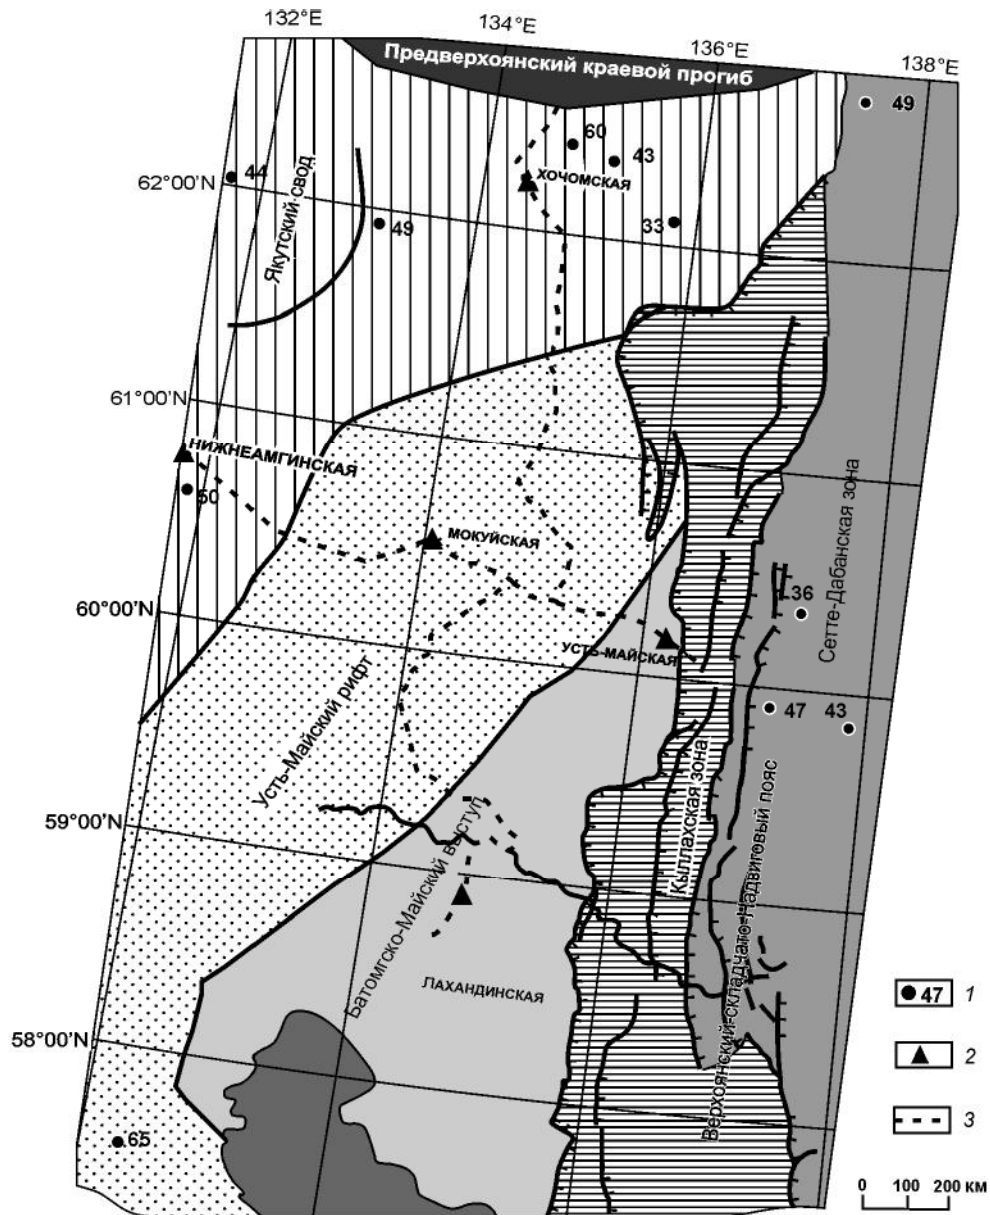 132°E
134°E
136°E
138°E
Предверхоянский краевой прогиб
49
60
43
44
ХОЧОМСКАЯ
62°00'N
Якутский свод
49
33
61°00'N
НИЖНЕАМГИНСКАЯ
50
МОКУЙСКАЯ
Сетте-Дабанская зона
36
60°00'N
УСТЬ-МАЙСКАЯ
47
43
Усть-Майский рифт
Кыллахская зона
59°00'N
Батомгско-Майский выступ
Верхоянский-складчато-Надвиговый пояс
ЛАХАНДИНСКАЯ
47 1
2
3
58°00'N
65
0 100 200 КМ